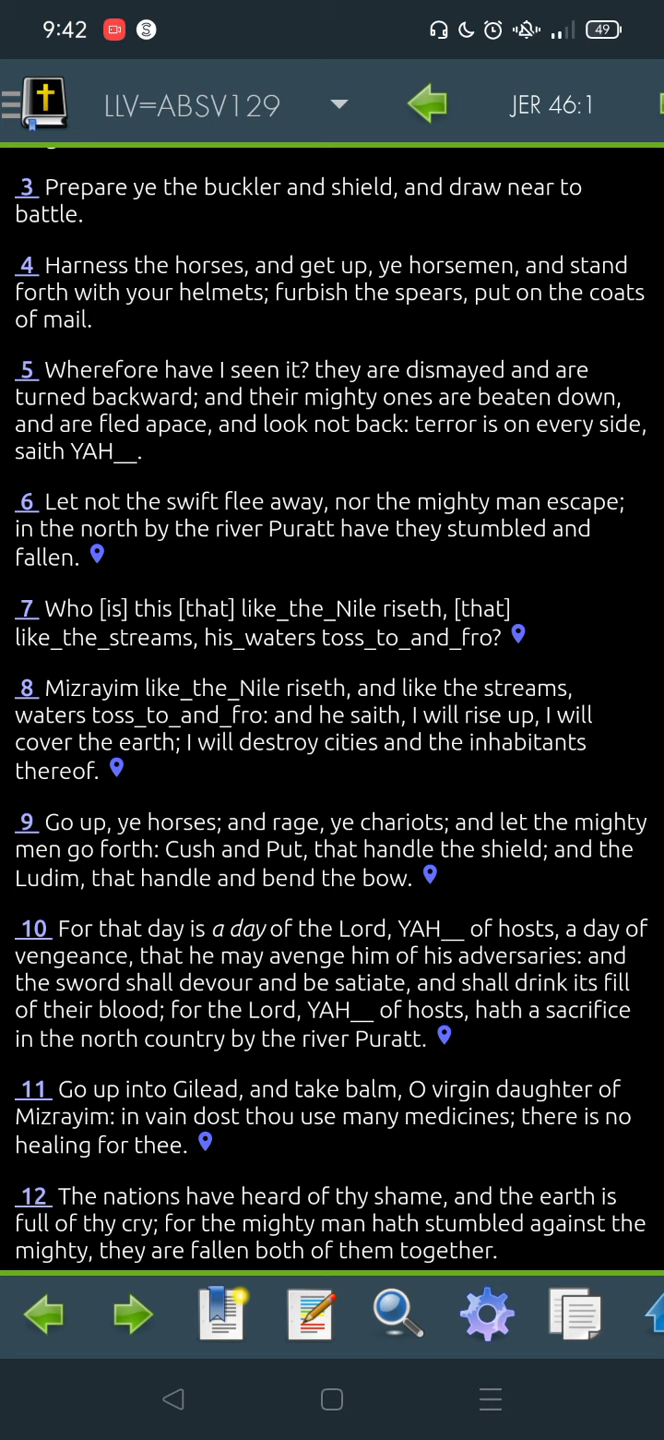 9:42
S
49
LLV=ABSV129
JER 46:1
3 Prepare ye the buckler and shield, and draw near to
battle.
4 Harness the horses, and get up, ye horsemen, and stand
forth with your helmets; furbish the spears, put on the coats
of mail.
5 Wherefore have I seen it? they are dismayed and are
turned backward; and their mighty ones are beaten down,
and are fled apace, and look not back: terror is on every side,
saith YAH__.
6 Let not the swift flee away, nor the mighty man escape;
in the north by the river Puratt have they stumbled and
fallen.
7 Who [is] this [that] like_the_Nile riseth, [that]
like_the_streams, his_waters toss_to_and_fro?
8 Mizrayim like_the_Nile riseth, and like the streams,
waters toss_to_and_fro: and he saith, I will rise up, I will
cover the earth; I will destroy cities and the inhabitants
thereof.
9 Go up, ye horses; and rage, ye chariots; and let the mighty
men go forth: Cush and Put, that handle the shield; and the
Ludim, that handle and bend the bow.
10 For that day is a day of the Lord, YAH__ of hosts, a day of
vengeance, that he may avenge him of his adversaries: and
the sword shall devour and be satiate, and shall drink its fill
of their blood; for the Lord, YAH__ of hosts, hath a sacrifice
in the north country by the river Puratt.
11 Go up into Gilead, and take balm, O virgin daughter of
Mizrayim: in vain dost thou use many medicines; there is no
healing for thee.
12 The nations have heard of thy shame, and the earth is
full of thy cry; for the mighty man hath stumbled against the
mighty, they are fallen both of them together.